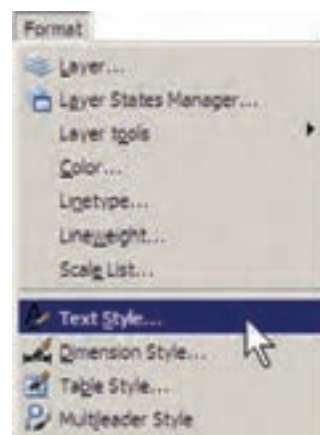 Format
Layer...
Layer States Manager...
Layer tools
Color...
Linetype...
Lineweight...
Scale List...
Text Style...
Dimension Style...
Table Style...
Multileader Style